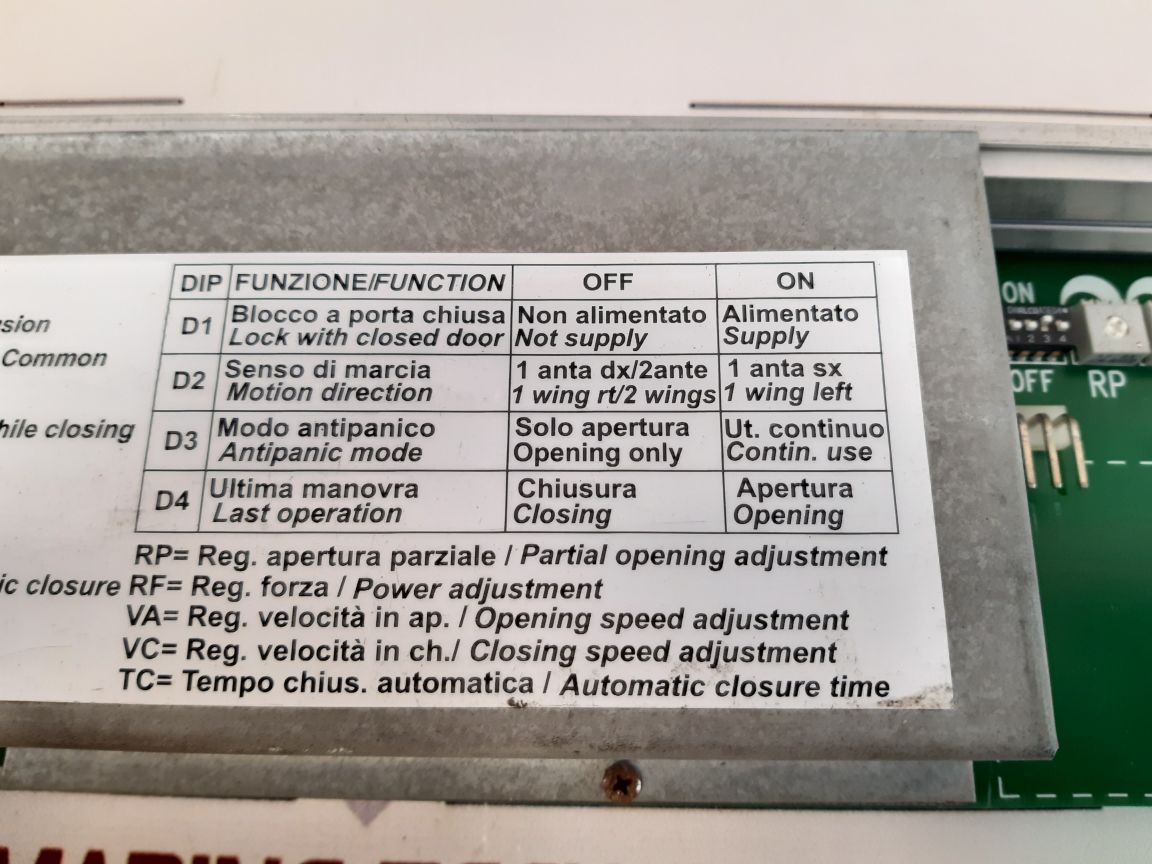 DIP FUNZIONE/FUNCTION OFF ON
D1 Blocco a porta chiusa Non alimentato Alimentato
Lock with closed door Not supply Supply
D2 Senso di marcia 1 anta dx/2ante 1 anta sx
Motion direction 1 wing rt/2 wings 1 wing left
D3 Modo antipanico Solo apertura Ut. continuo
Antipanic mode Opening only Contin. use
D4 Ultima manovra Chiusura Apertura
Last operation Closing Opening
Common
closing
RP= Reg. apertura parziale / Partial opening adjustment
closure RF= Reg. forza / Power adjustment
VA= Reg. velocità in ap. / Opening speed adjustment
VC= Reg. velocità in ch./ Closing speed adjustment
TC= Tempo chius. automatica / Automatic closure time
ON
1 2 3 4
OFF RP